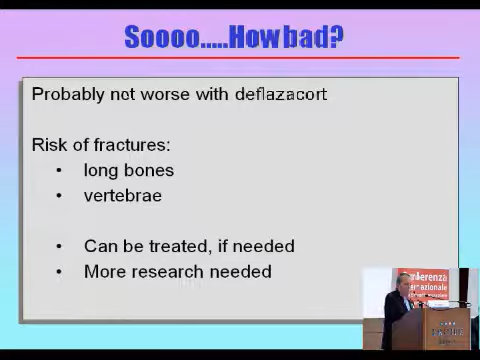 Soooo.....How bad?
Probably not worse with deflazacort
Risk of fractures:
• long bones
• vertebrae
• Can be treated, if needed
• More research needed